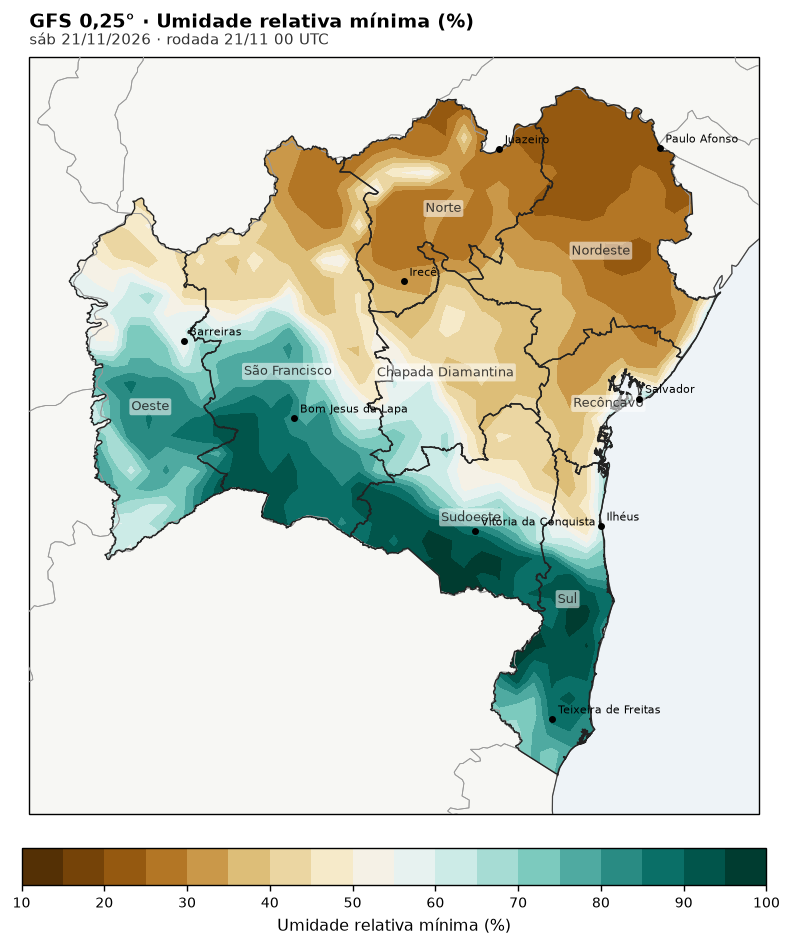 GFS 0,25° · Umidade relativa mínima (%)
sáb 21/11/2026 · rodada 21/11 00 UTC
Juazeiro
Paulo Afonso
Norte
Nordeste
Irecê
Barreiras
São Francisco
Chapada Diamantina
Salvador
Oeste
Recôncavo
Bom Jesus da Lapa
Sudoeste
Vitória da Conquista
Ilhéus
Sul
Teixeira de Freitas
10 20 30 40 50 60 70 80 90 100
Umidade relativa mínima (%)